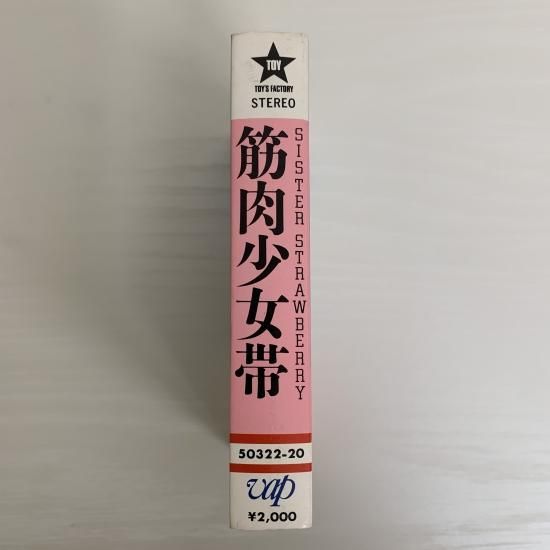 TOY
TOY'S FACTORY
STEREO
筋肉少女帯
SISTER STRAWBERRY
50322-20
vap
¥2,000